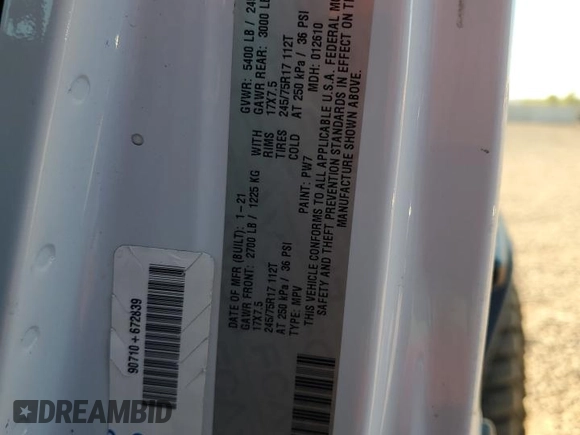 DATE OF MFR (BUILT): 1-21 GVWR: 5400 LB
GAWR FRONT: 2700 LB / 1225 KG WITH GAWR REAR: 3000 LB
17X7.5 RIMS 17X7.5
245/75R17 112T TIRES 245/75R17 112T
AT 250 kPa / 36 PSI COLD AT 250 kPa / 36 PSI
TYPE: MPV PAINT: PW7 MDH: 012610
THIS VEHICLE CONFORMS TO ALL APPLICABLE U.S.A. FEDERAL
SAFETY AND THEFT PREVENTION STANDARDS IN EFFECT ON
MANUFACTURE SHOWN ABOVE.
90710+672839
DREAMBID